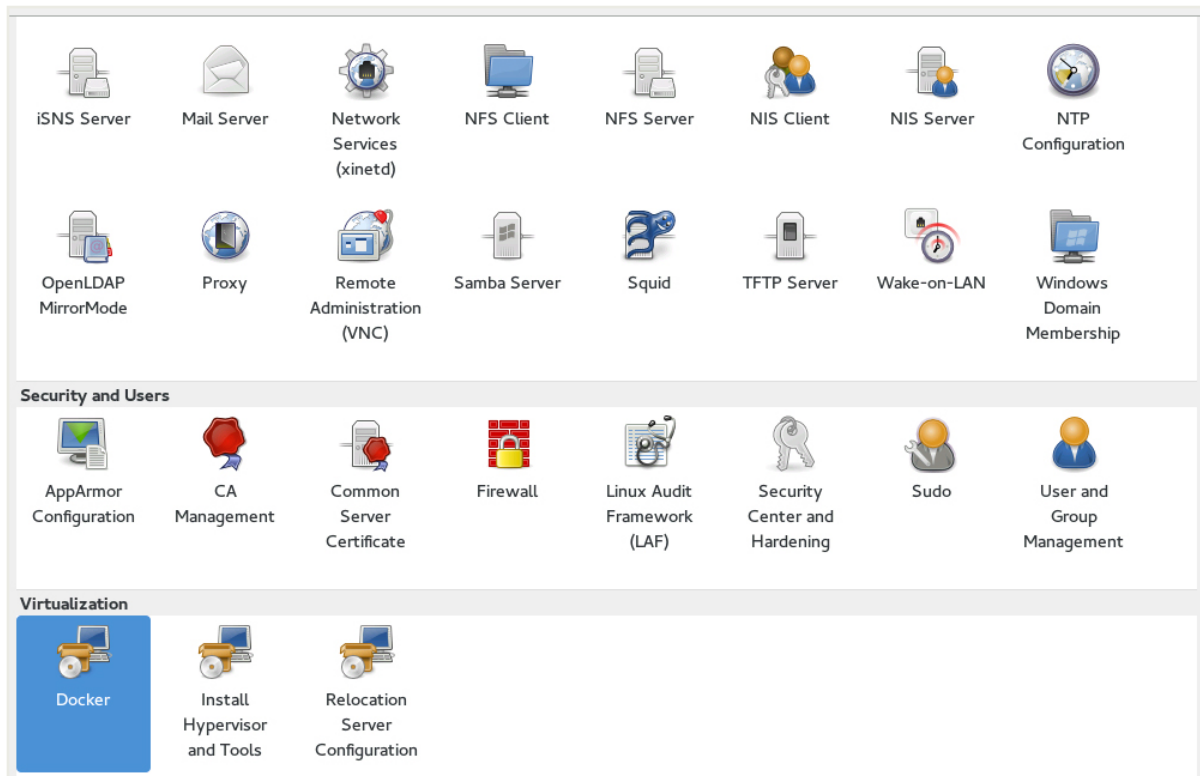 iSNS Server
Mail Server
Network
Services
(xinetd)
NFS Client
NFS Server
NIS Client
NIS Server
NTP
Configuration
OpenLDAP
MirrorMode
Proxy
Remote
Administration
(VNC)
Samba Server
Squid
TFTP Server
Wake-on-LAN
Windows
Domain
Membership
Security and Users
AppArmor
Configuration
CA
Management
Common
Server
Certificate
Firewall
Linux Audit
Framework
(LAF)
Security
Center and
Hardening
Sudo
User and
Group
Management
Virtualization
Docker
Install
Hypervisor
and Tools
Relocation
Server
Configuration